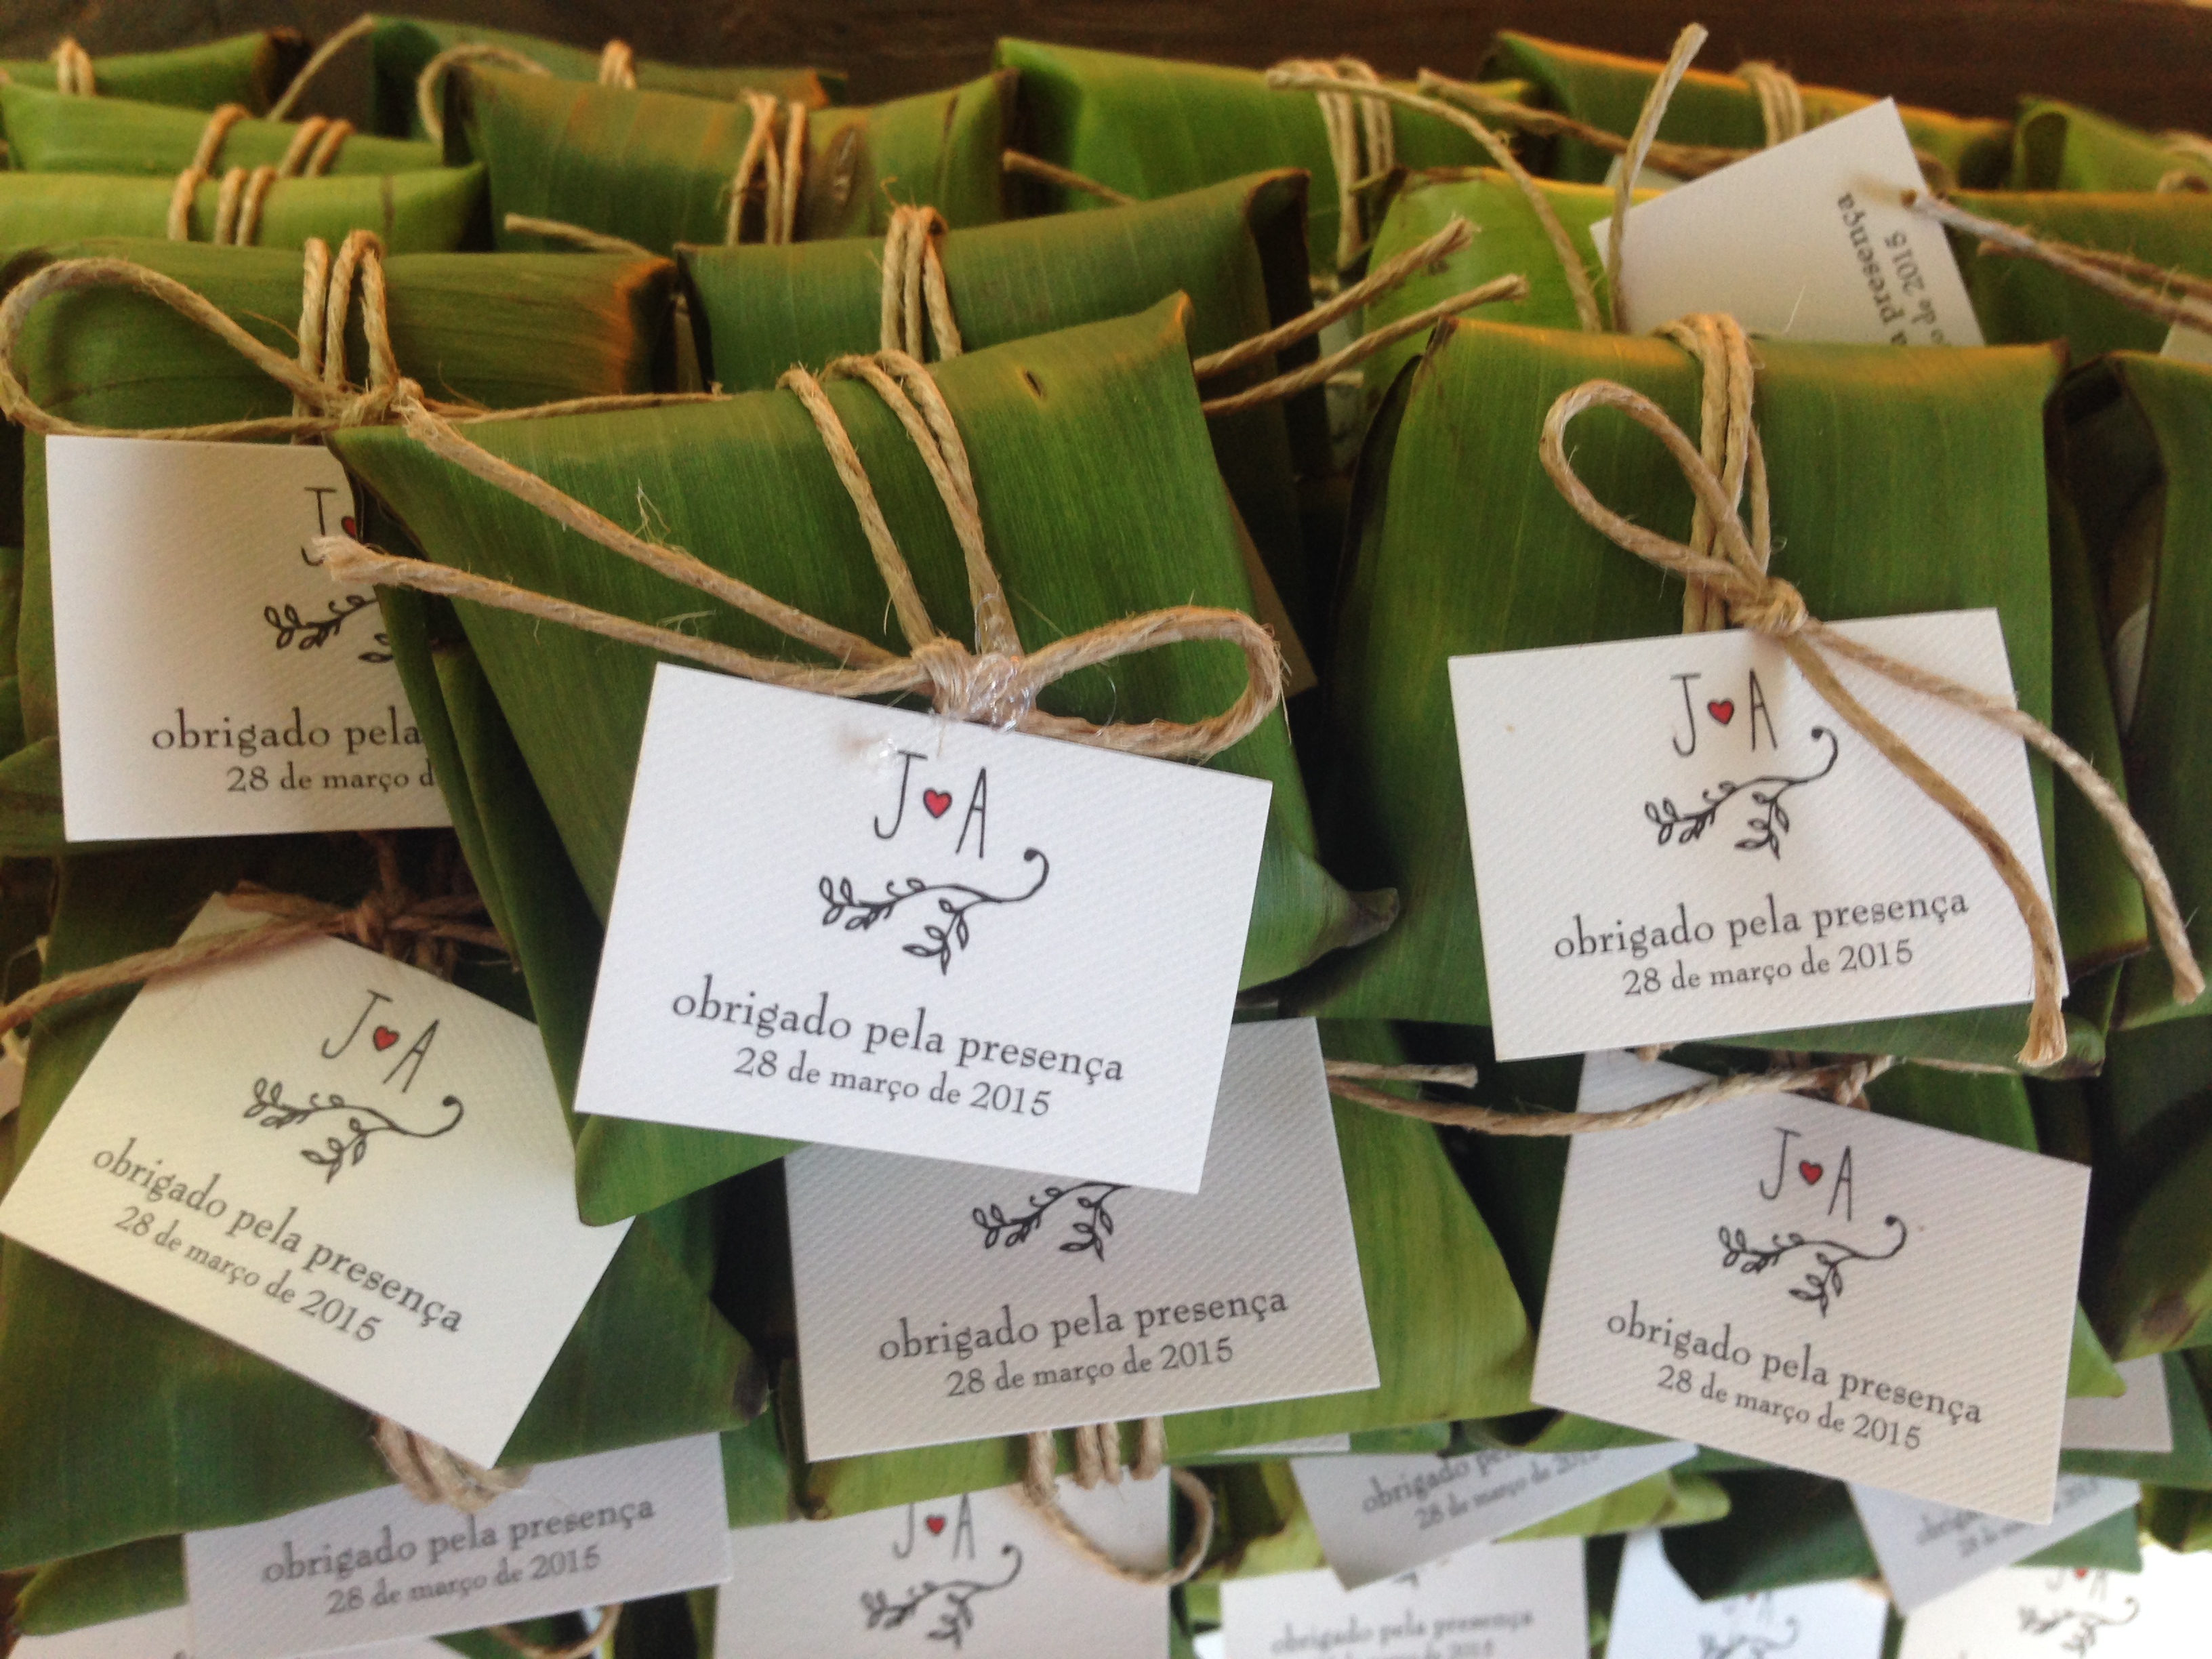 a presença
de 2015
J A
obrigado pela
28 de março d
J A
obrigado pela presença
28 de março de 2015
J A
obrigado pela presença
28 de março de 2015
J A
obrigado pela presença
28 de março de 2015
obrigado pela presença
28 de março de 2015
J A
obrigado pela presença
28 de março de 2015
obrigado pela presença
28 de março de 2015
J A
obrigado
28 de março de
obrigado pela presença